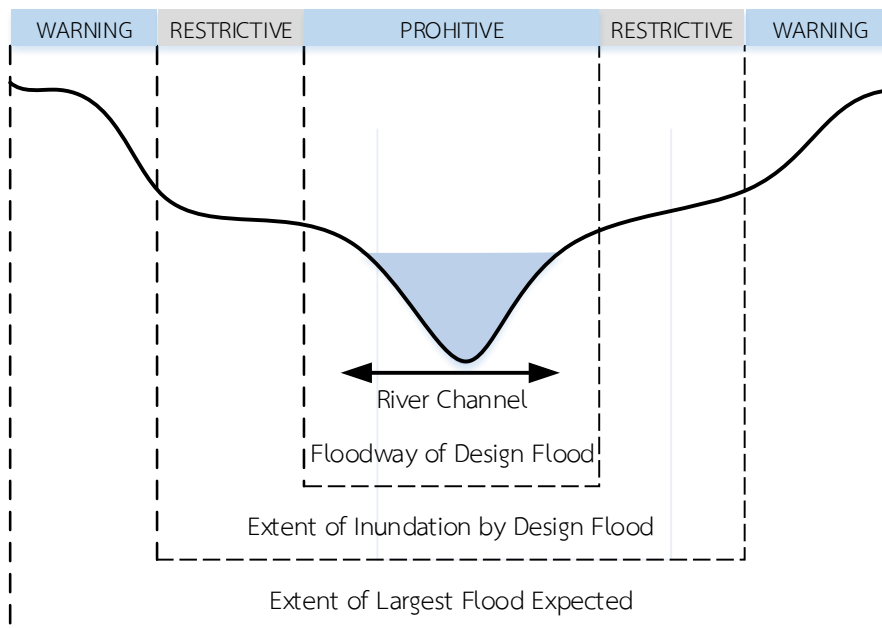 WARNING RESTRICTIVE PROHITIVE RESTRICTIVE WARNING
River Channel
Floodway of Design Flood
Extent of Inundation by Design Flood
Extent of Largest Flood Expected